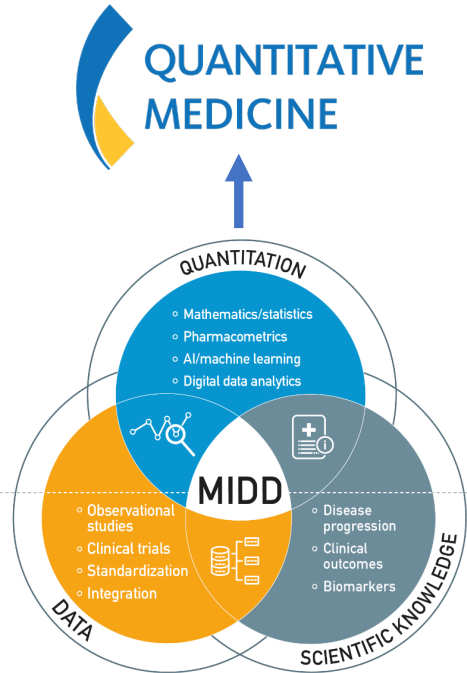 QUANTITATIVE
MEDICINE
QUANTITATION
Mathematics/statistics
Pharmacometrics
AI/machine learning
Digital data analytics
MIDD
Observational
studies
Clinical trials
Standardization
Integration
Disease
progression
Clinical
outcomes
Biomarkers
DATA
SCIENTIFIC KNOWLEDGE